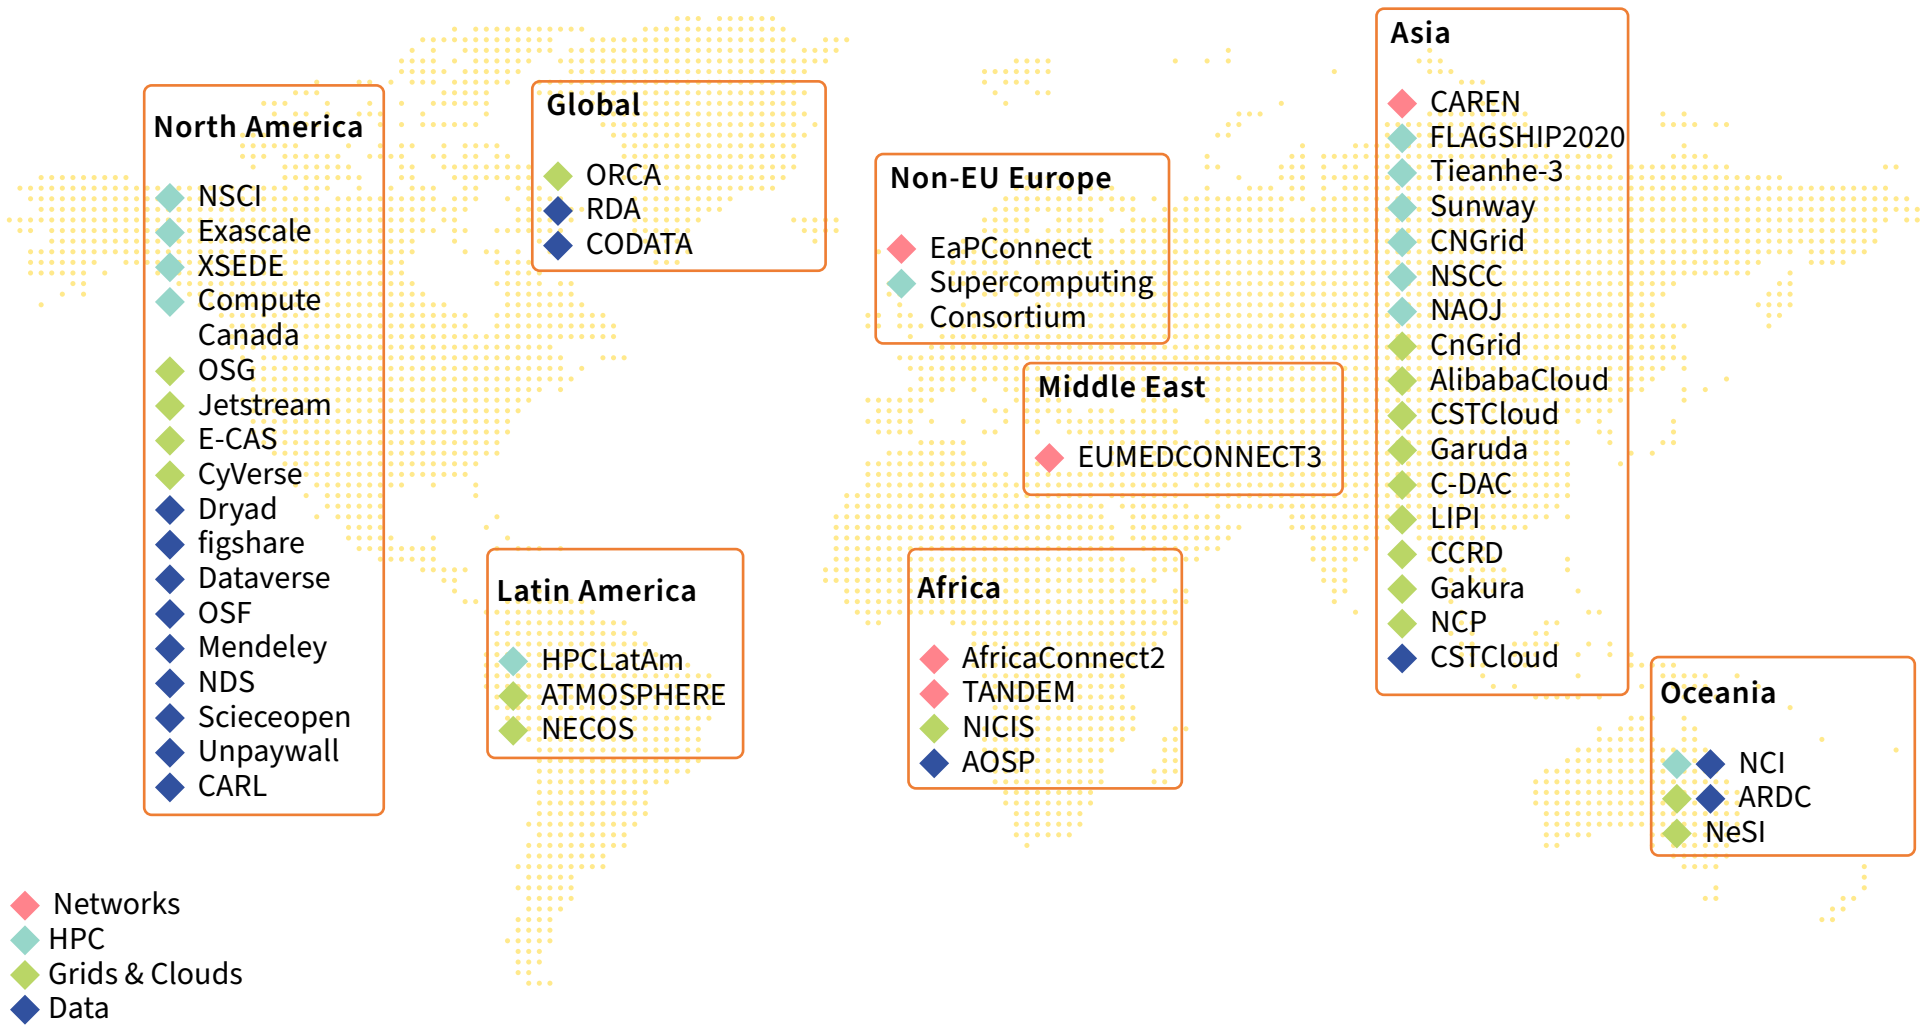 North America
NSCI
Exascale
XSEDE
Compute
Canada
OSG
Jetstream
E-CAS
CyVerse
Dryad
figshare
Dataverse
OSF
Mendeley
NDS
Scieceopen
Unpaywall
CARL
Global
ORCA
RDA
CODATA
Non-EU Europe
EaPConnect
Supercomputing
Consortium
Middle East
EUMEDCONNECT3
Latin America
HPCLatAm
ATMOSPHERE
NECOS
Africa
AfricaConnect2
TANDEM
NICIS
AOSP
Asia
CAREN
FLAGSHIP2020
Tieanhe-3
Sunway
CNGrid
NSCC
NAOJ
CnGrid
AlibabaCloud
CSTCloud
Garuda
C-DAC
LIPI
CCRD
Gakura
NCP
CSTCloud
Oceania
NCI
ARDC
NeSI
Networks
HPC
Grids & Clouds
Data